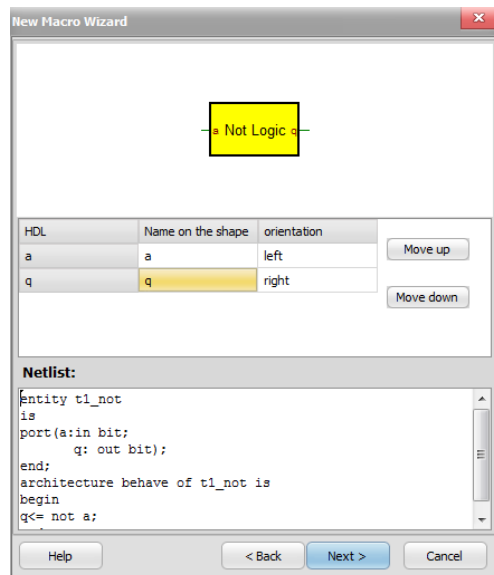 New Macro Wizard
a Not Logic q
HDL Name on the shape orientation
a a left
q q right
Move up
Move down
Netlist:
entity t1_not
is
port(a:in bit;
q: out bit);
end;
architecture behave of t1_not is
begin
q<= not a;
Help < Back Next > Cancel